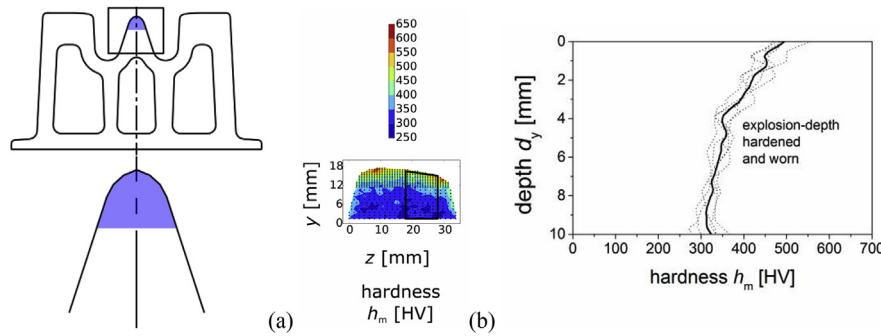 650
600
550
500
450
400
350
300
250
18
12
6
0
y [mm]
0 10 20 30
z [mm]
hardness
hm [HV]
(a)
(b)
0
2
4
6
8
10
depth dy [mm]
explosion-depth
hardened
and worn
0 100 200 300 400 500 600 700
hardness hm [HV]